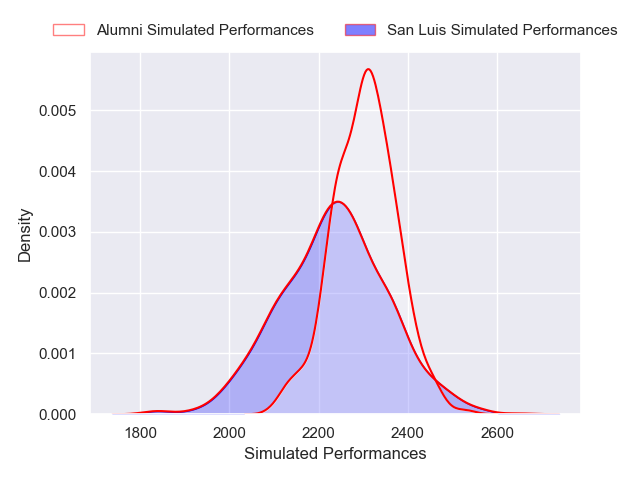 Alumni Simulated Performances
San Luis Simulated Performances
Density
0.005
0.004
0.003
0.002
0.001
0.000
1800 2000 2200 2400 2600
Simulated Performances